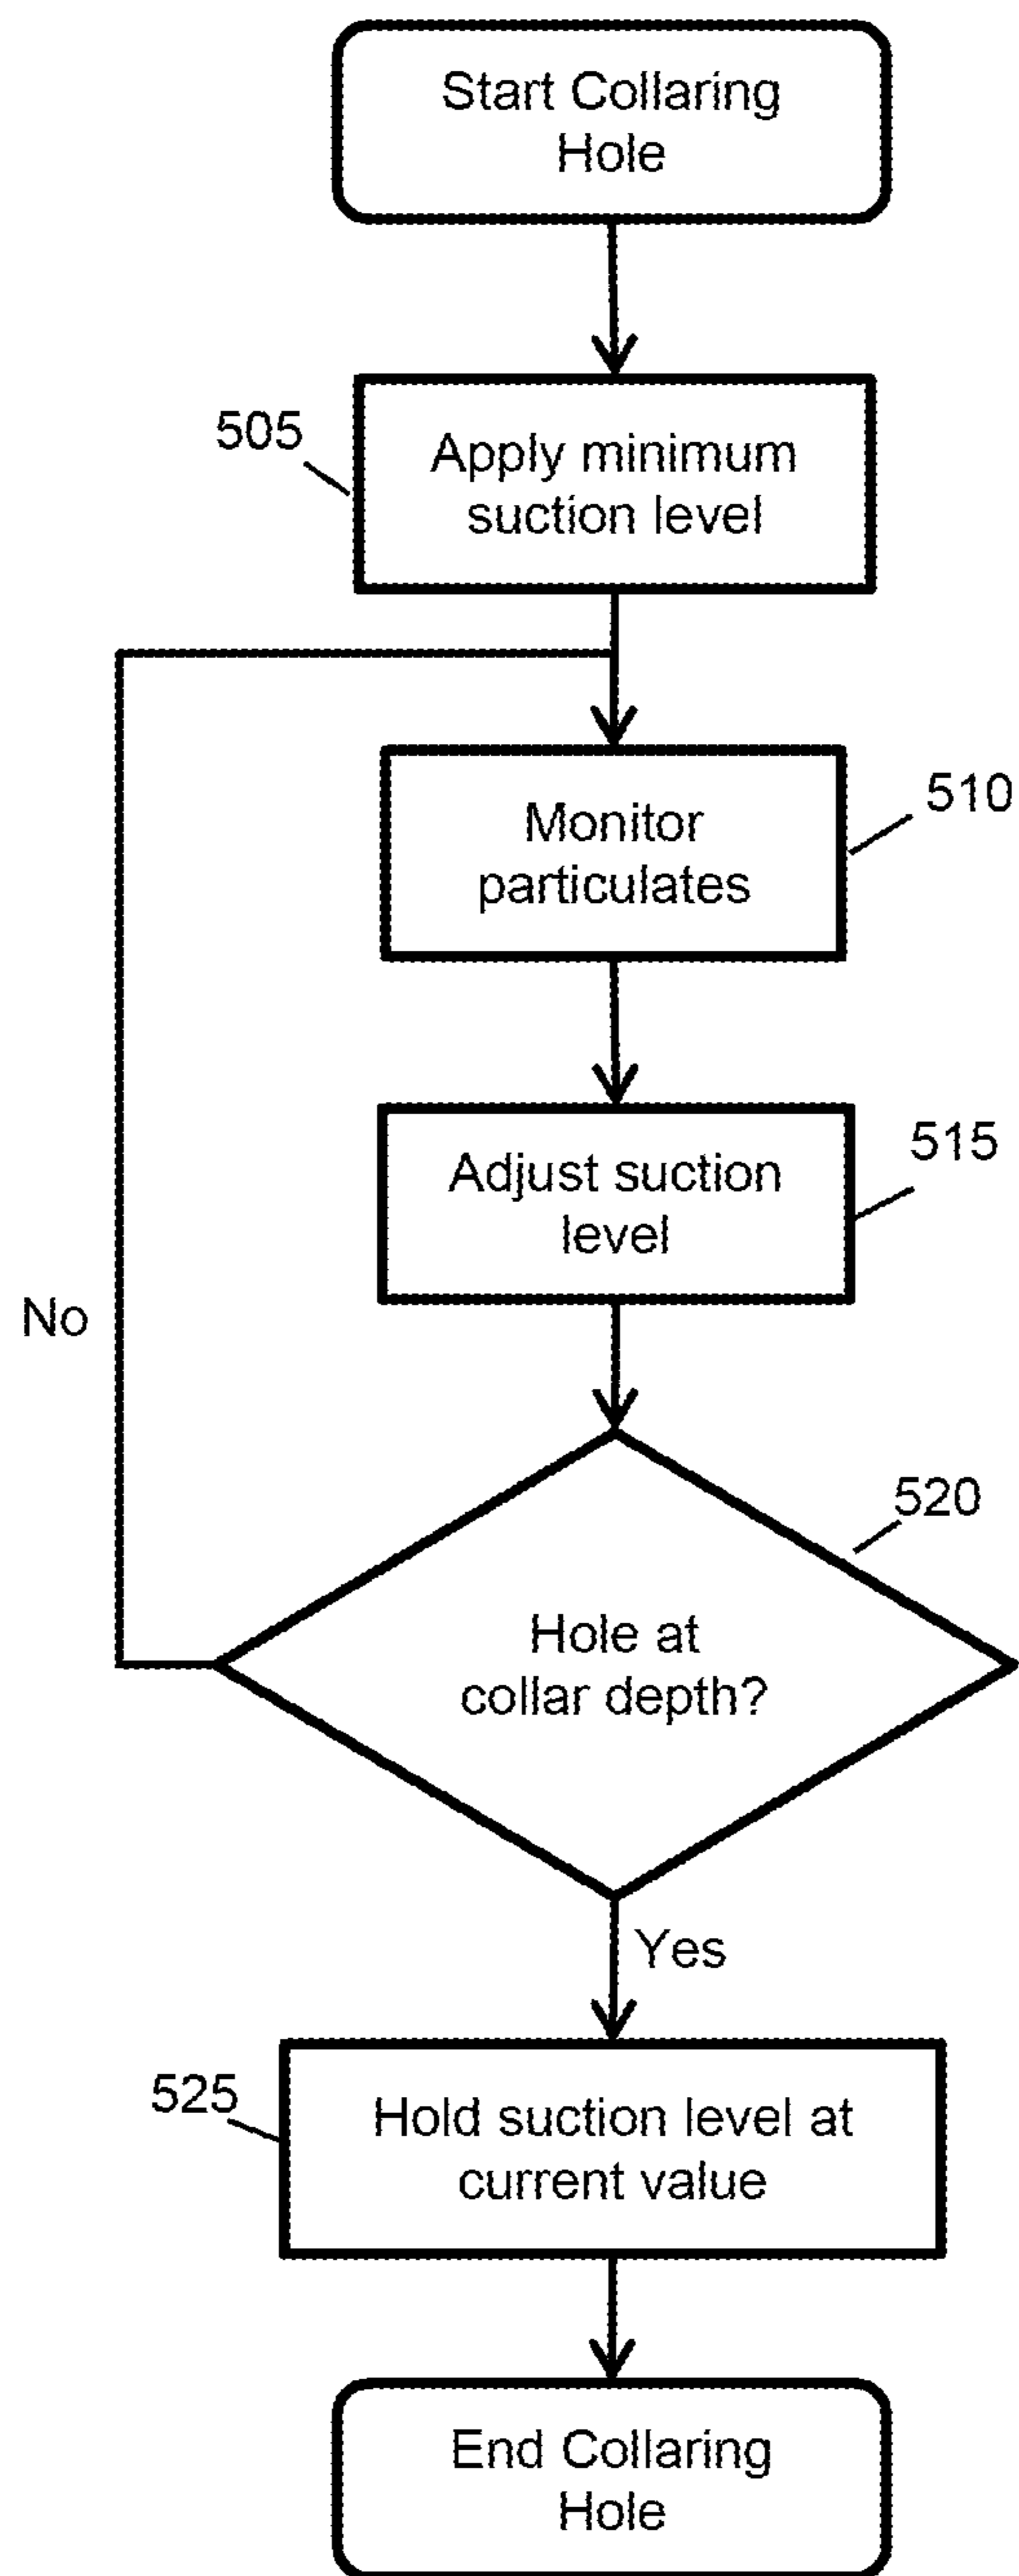 Start Collaring
Hole
505
Apply minimum
suction level
510
Monitor
particulates
515
Adjust suction
level
No
520
Hole at
collar depth?
Yes
525
Hold suction level at
current value
End Collaring
Hole